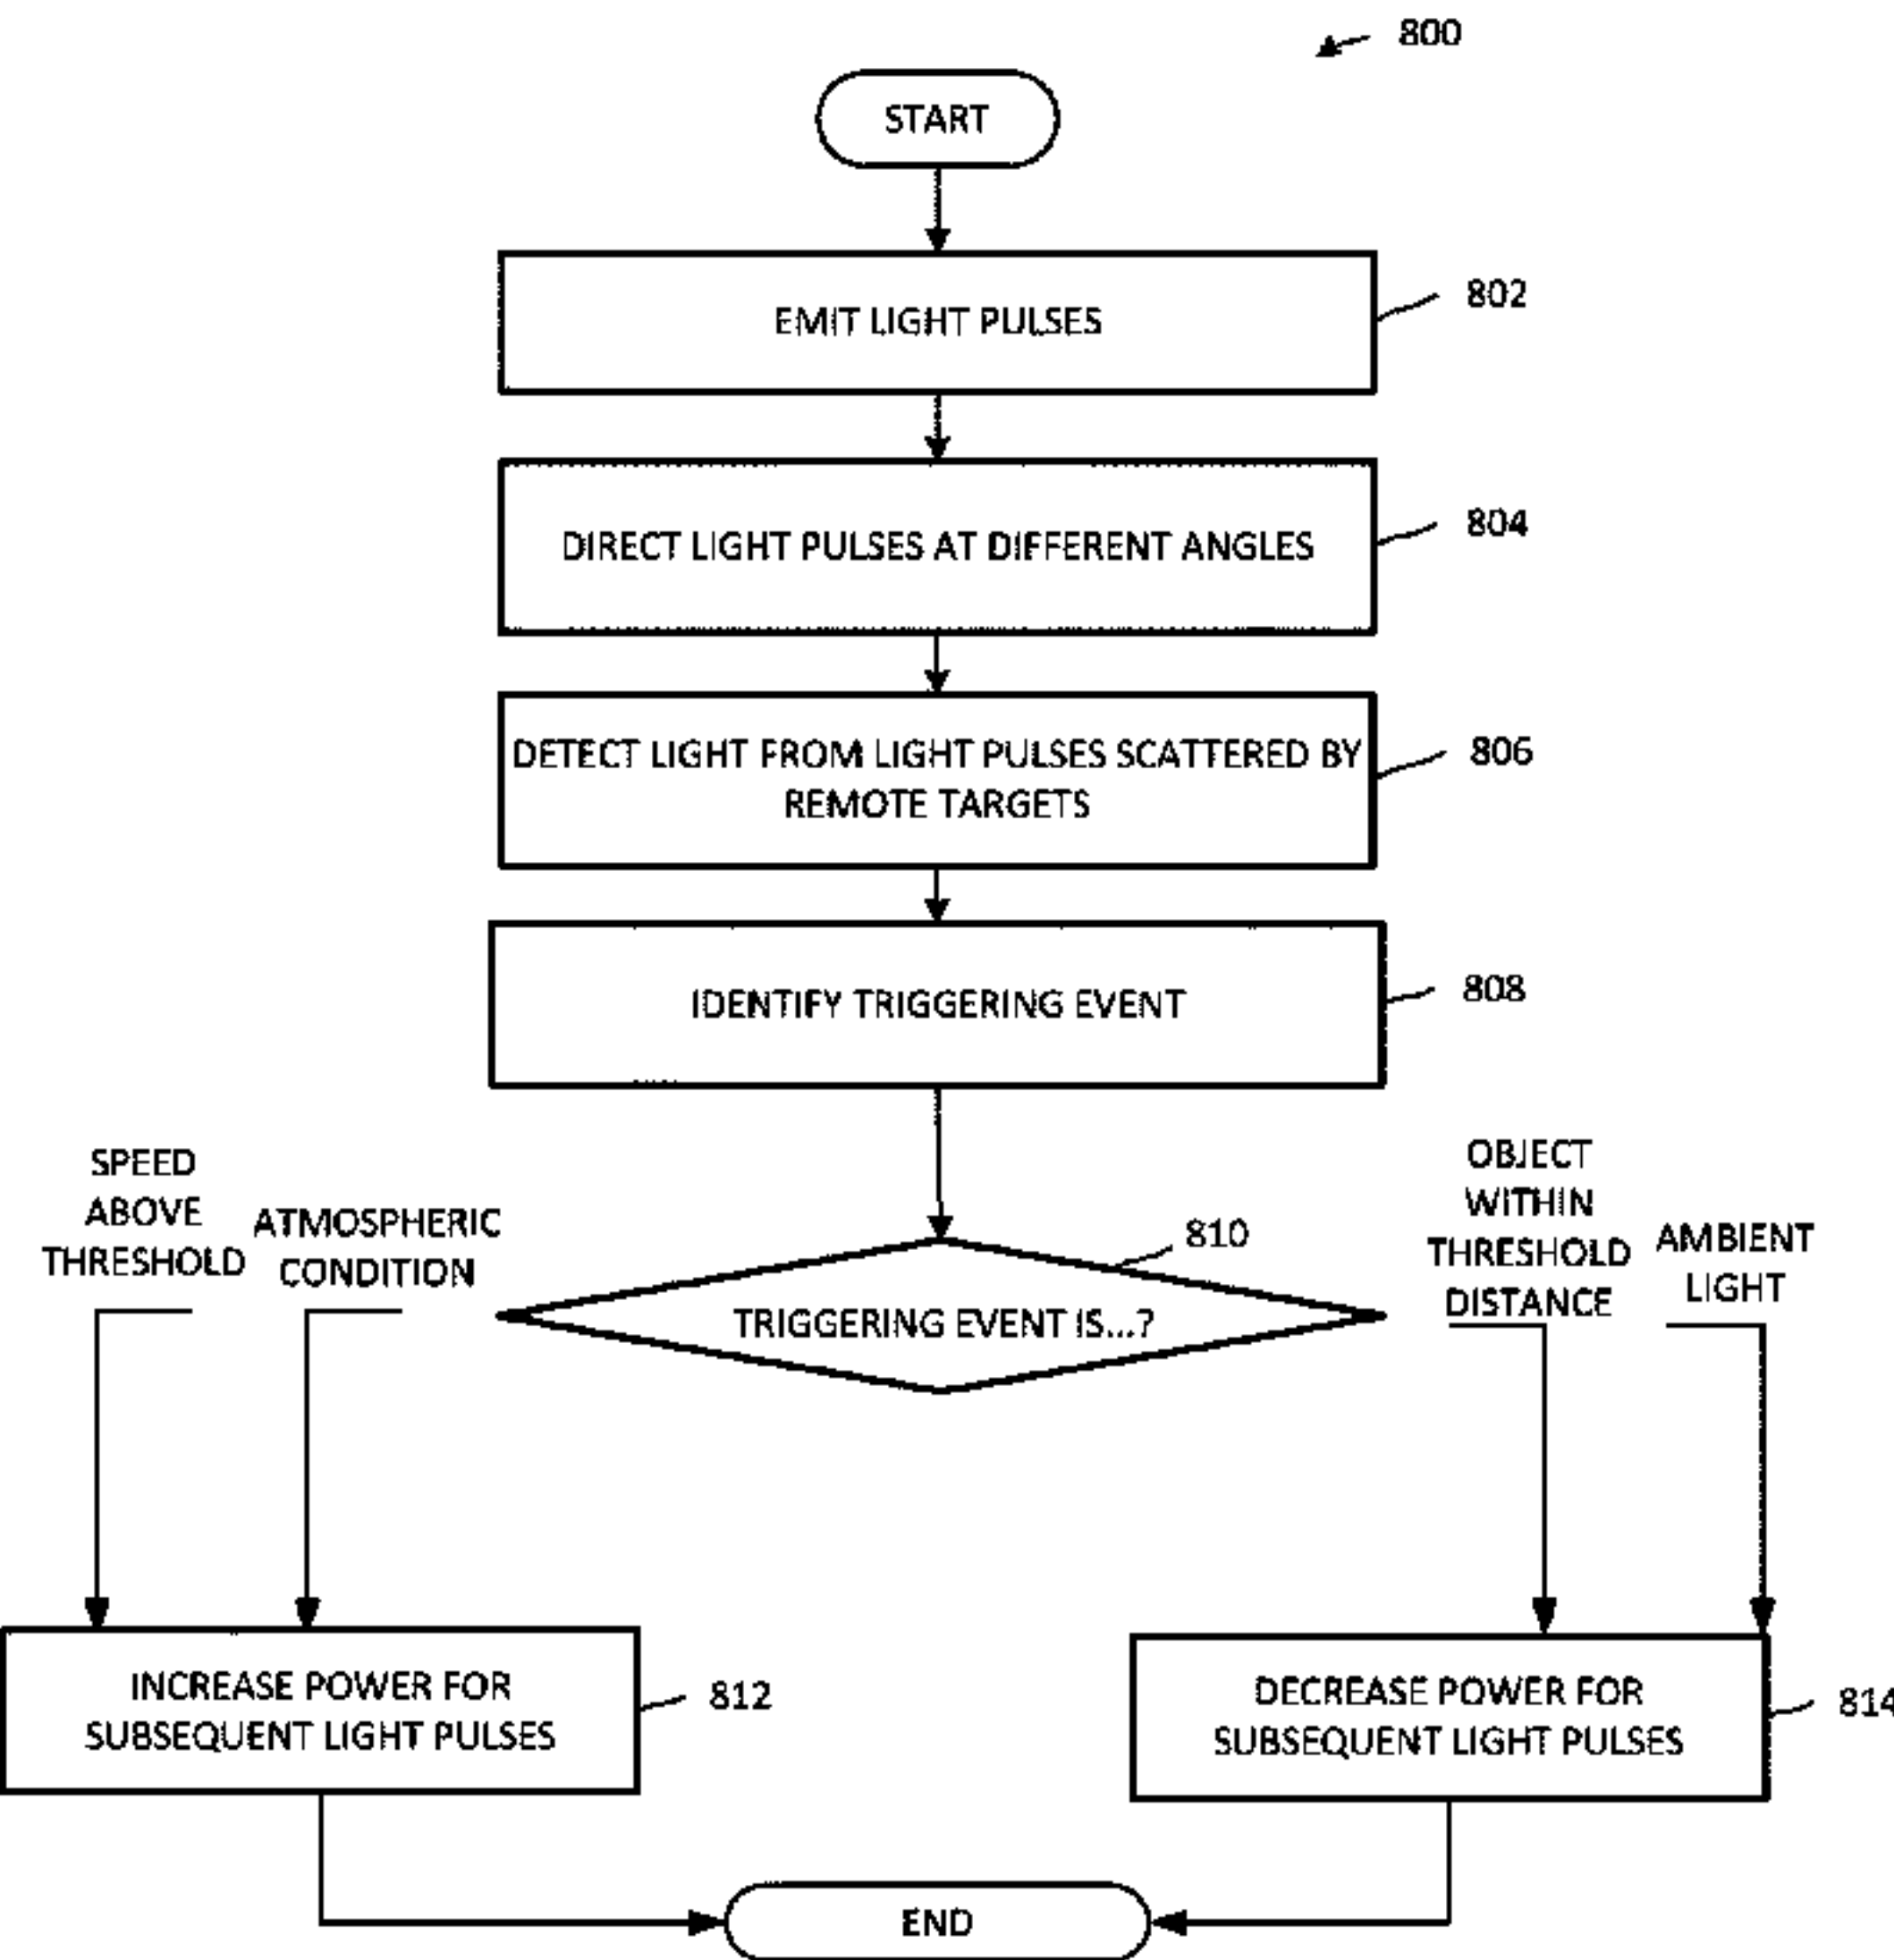 800
START
EMIT LIGHT PULSES
802
DIRECT LIGHT PULSES AT DIFFERENT ANGLES
804
DETECT LIGHT FROM LIGHT PULSES SCATTERED BY
REMOTE TARGETS
806
IDENTIFY TRIGGERING EVENT
808
SPEED
ABOVE
THRESHOLD
ATMOSPHERIC
CONDITION
810
TRIGGERING EVENT IS...?
OBJECT
WITHIN
THRESHOLD
DISTANCE
AMBIENT
LIGHT
INCREASE POWER FOR
SUBSEQUENT LIGHT PULSES
812
DECREASE POWER FOR
SUBSEQUENT LIGHT PULSES
814
END